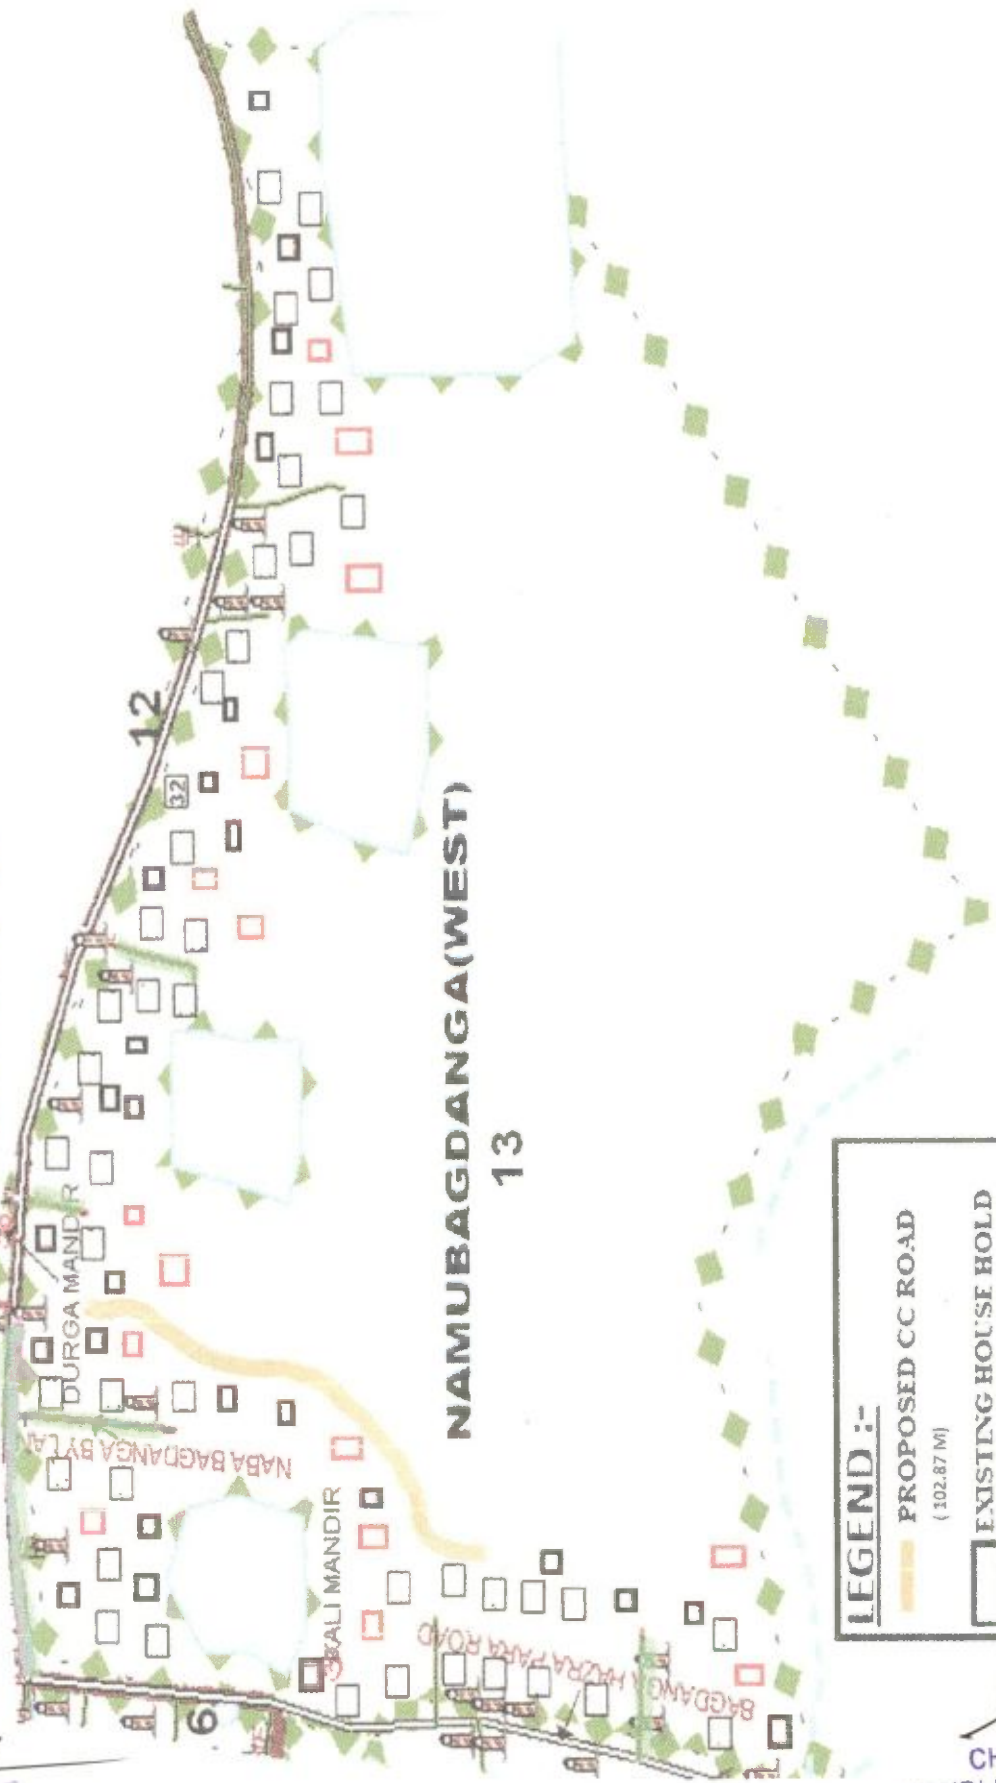 12
32
NAMUBAGDANGA(WEST)
13
DURGA MANDIR
NABA BAGDANGA BY LAN
KALI MANDIR
BAGDANGA HAZRA PARA ROAD
6
LEGEND :-
PROPOSED CC ROAD
(102.87 M)
EXISTING HOUSE HOLD
CH